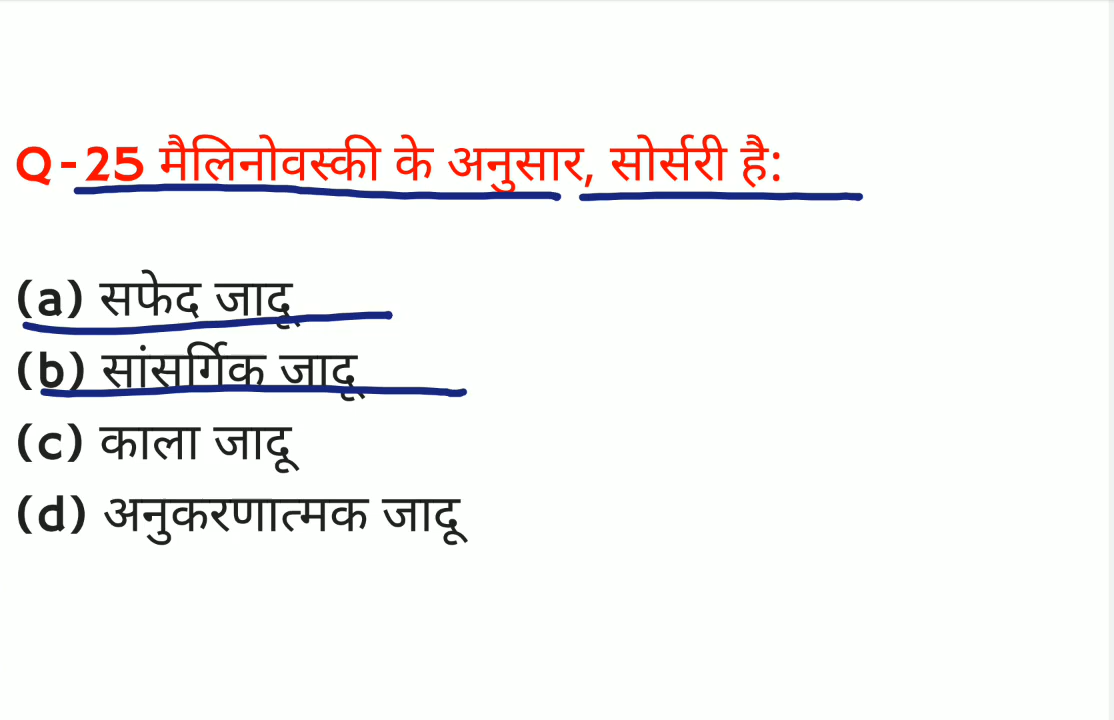 Q-25 मैलिनोवस्की के अनुसार, सोर्सरी है:
(a) सफेद जादू
(b) सांसर्गिक जादू
(c) काला जादू
(d) अनुकरणात्मक जादू